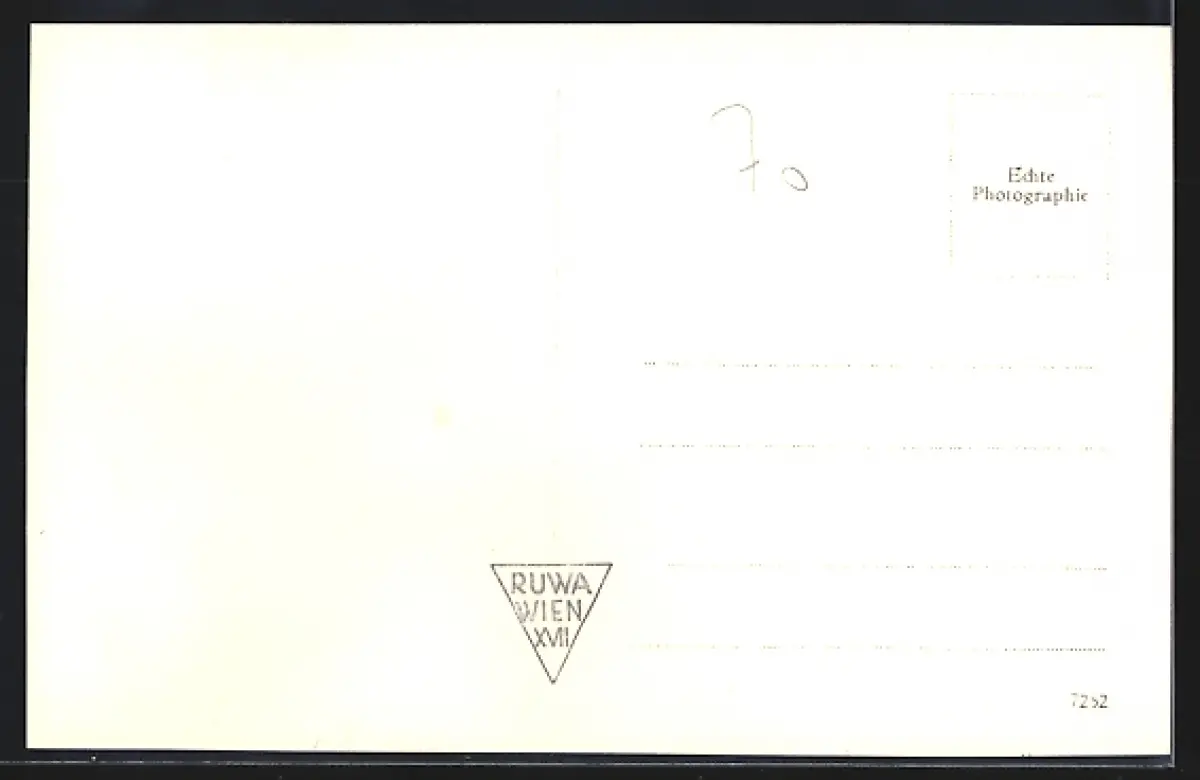 70
Echte
Photographie
RUWA
WIEN
XVII
7252